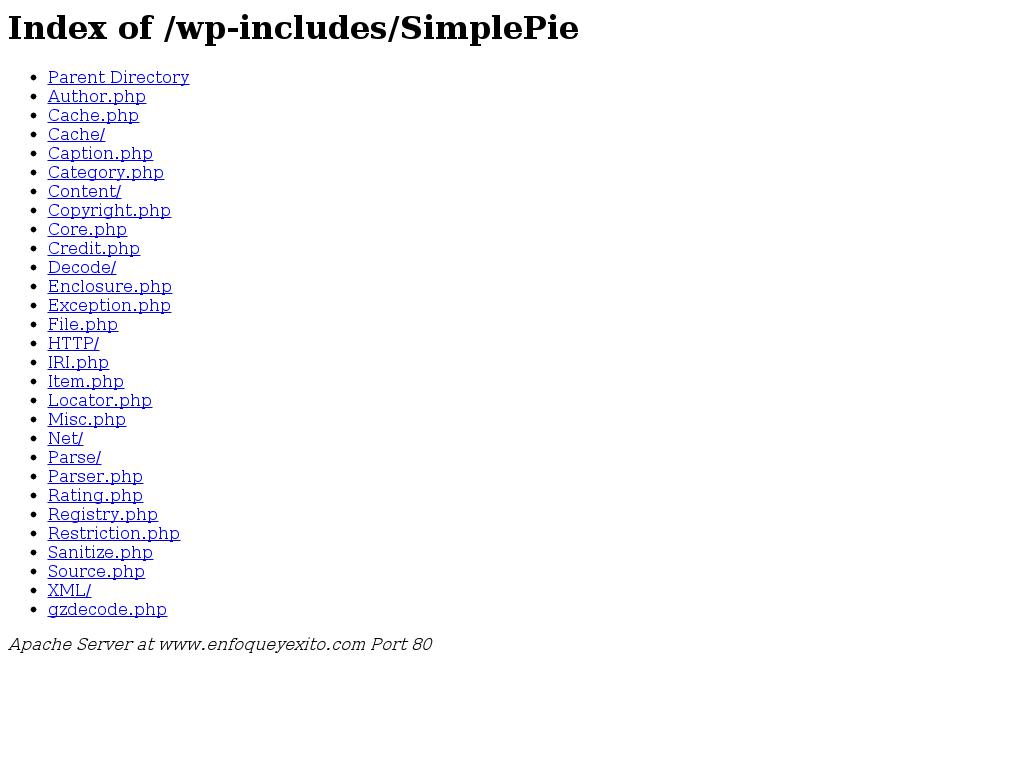 Index of /wp-includes/SimplePie
Parent Directory
Author.php
Cache.php
Cache/
Caption.php
Category.php
Content/
Copyright.php
Core.php
Credit.php
Decode/
Enclosure.php
Exception.php
File.php
HTTP/
IRI.php
Item.php
Locator.php
Misc.php
Net/
Parse/
Parser.php
Rating.php
Registry.php
Restriction.php
Sanitize.php
Source.php
XML/
gzdecode.php
Apache Server at www.enfoqueyexito.com Port 80